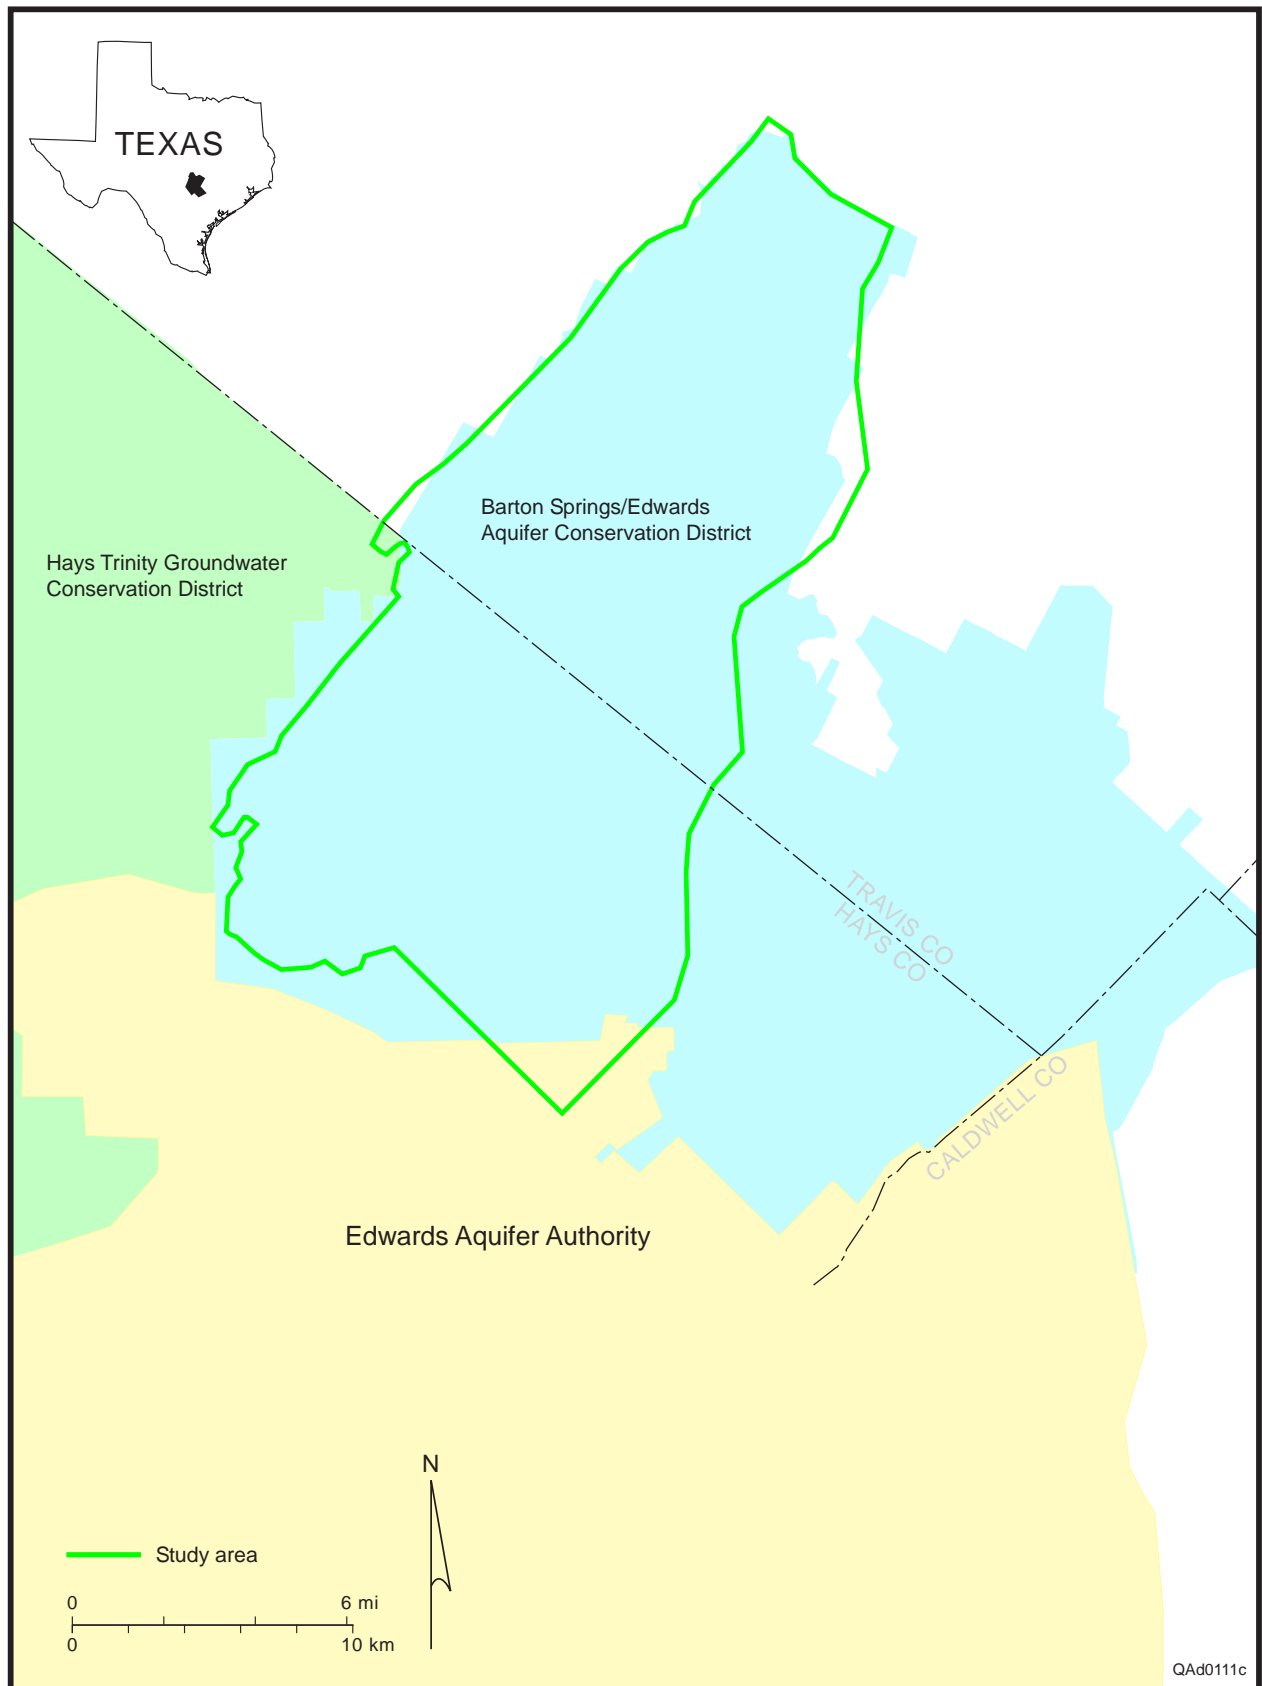 TEXAS
Barton Springs/Edwards
Aquifer Conservation District
Hays Trinity Groundwater
Conservation District
TRAVIS CO
HAYS CO
CALDWELL CO
Edwards Aquifer Authority
N
Study area
0 6 mi
0 10 km
QAd0111c